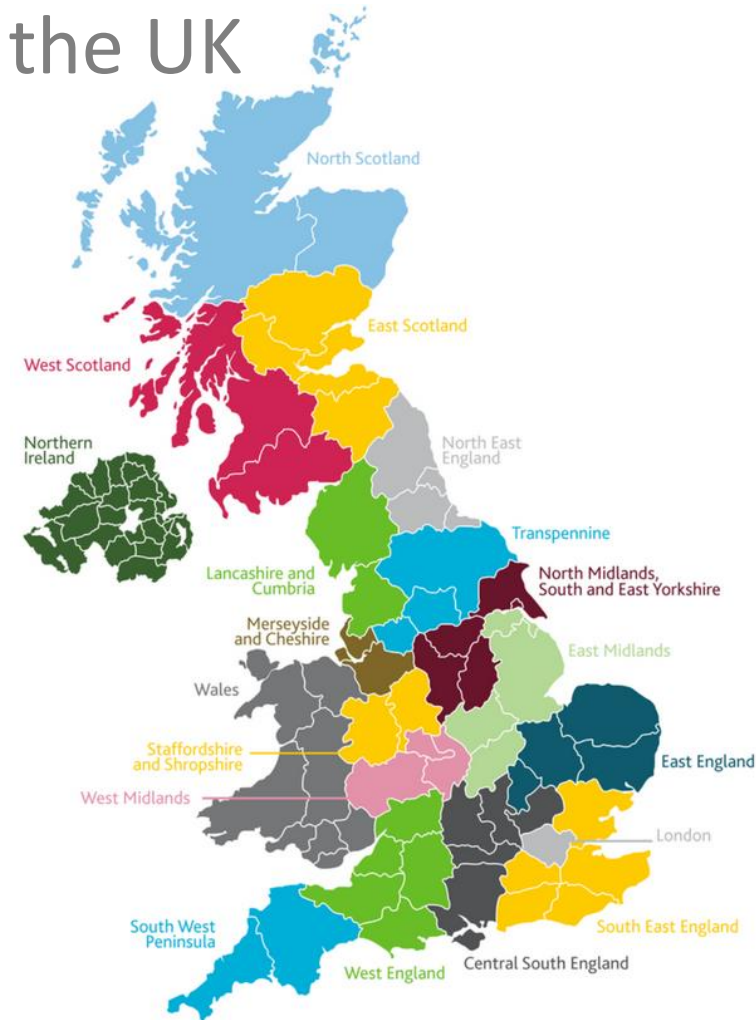 the UK
North Scotland
East Scotland
West Scotland
Northern
Ireland
North East
England
Transpennine
Lancashire and
Cumbria
North Midlands,
South and East Yorkshire
Merseyside
and Cheshire
East Midlands
Wales
Staffordshire
and Shropshire
East England
West Midlands
London
South West
Peninsula
South East England
West England
Central South England